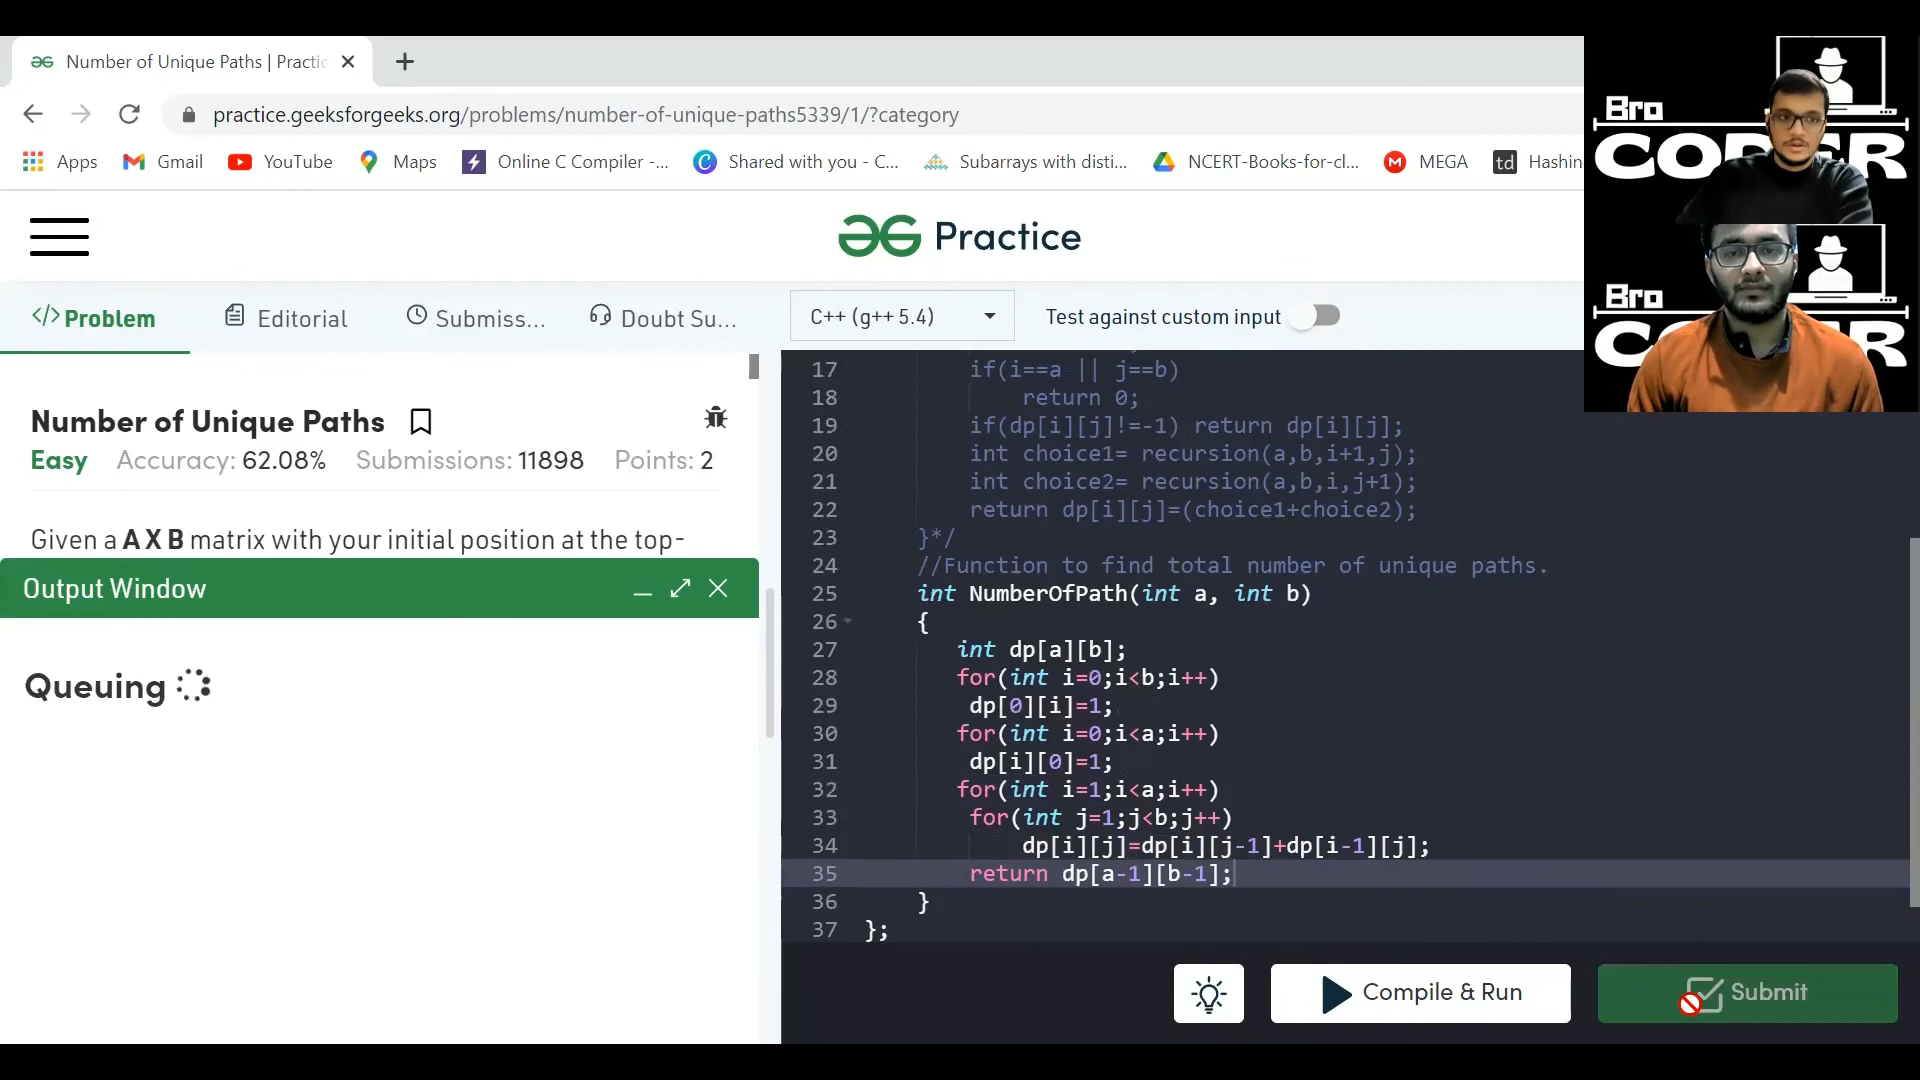 Number of Unique Paths | Practic
practice.geeksforgeeks.org/problems/number-of-unique-paths5339/1/?category
Apps
Gmail
YouTube
Maps
Online C Compiler -...
Shared with you - C...
Subarrays with disti...
NCERT-Books-for-cl...
MEGA
td
Hashin
Bro
CODER
Bro
CODER
Practice
</> Problem
Editorial
Submiss...
Doubt Su...
C++ (g++ 5.4)
Test against custom input
Number of Unique Paths
Easy Accuracy: 62.08% Submissions: 11898 Points: 2
Given a A X B matrix with your initial position at the top-
Output Window
Queuing
17 if(i==a || j==b)
18 return 0;
19 if(dp[i][j]!=-1) return dp[i][j];
20 int choice1= recursion(a,b,i+1,j);
21 int choice2= recursion(a,b,i,j+1);
22 return dp[i][j]=(choice1+choice2);
23 }*/
24 //Function to find total number of unique paths.
25 int NumberOfPath(int a, int b)
26 {
27 int dp[a][b];
28 for(int i=0;i<b;i++)
29 dp[0][i]=1;
30 for(int i=0;i<a;i++)
31 dp[i][0]=1;
32 for(int i=1;i<a;i++)
33 for(int j=1;j<b;j++)
34 dp[i][j]=dp[i][j-1]+dp[i-1][j];
35 return dp[a-1][b-1];
36 }
37 };
Compile & Run
Submit